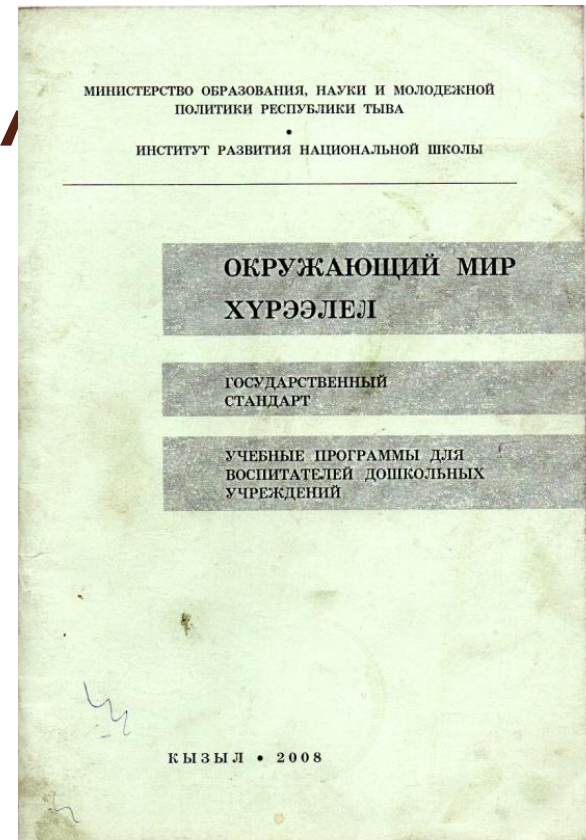 МИНИСТЕРСТВО ОБРАЗОВАНИЯ, НАУКИ И МОЛОДЕЖНОЙ
ПОЛИТИКИ РЕСПУБЛИКИ ТЫВА
•
ИНСТИТУТ РАЗВИТИЯ НАЦИОНАЛЬНОЙ ШКОЛЫ
ОКРУЖАЮЩИЙ МИР
ХҮРЭЭЛЕЛ
ГОСУДАРСТВЕННЫЙ
СТАНДАРТ
УЧЕБНЫЕ ПРОГРАММЫ ДЛЯ
ВОСПИТАТЕЛЕЙ ДОШКОЛЬНЫХ
УЧРЕЖДЕНИЙ
КЫЗЫЛ • 2008